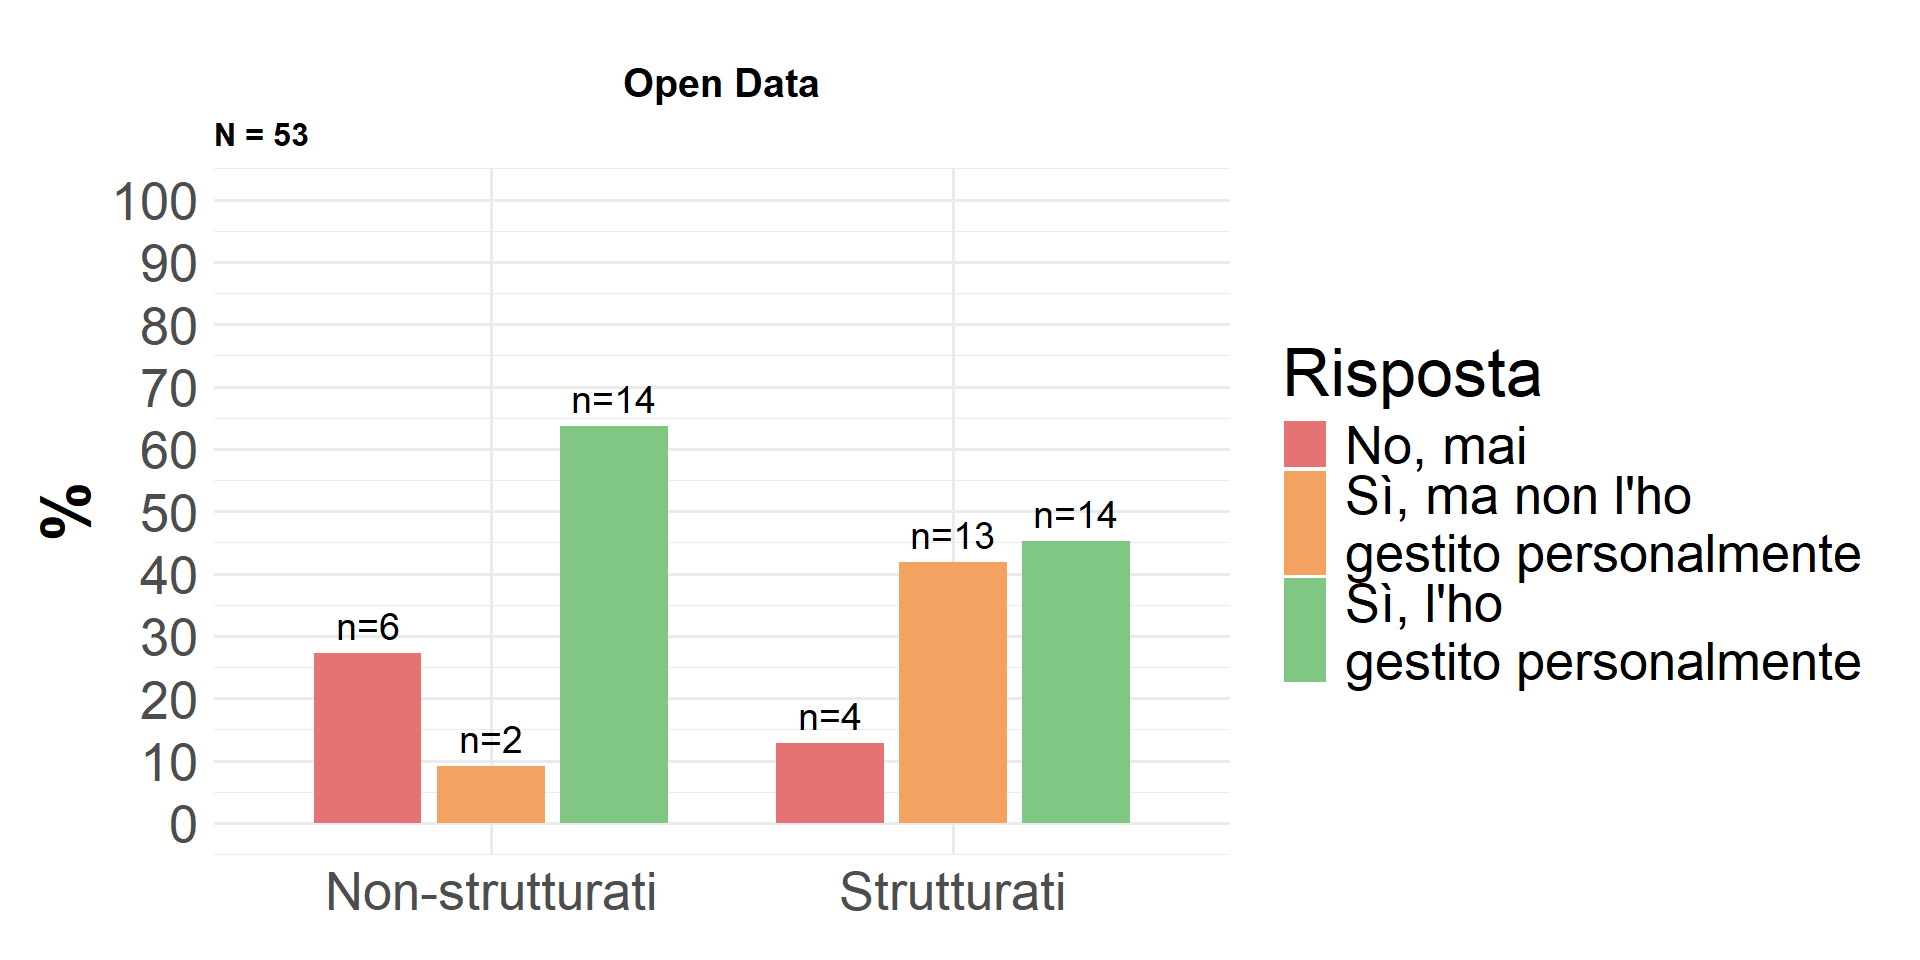 Open Data
N = 53
%
100
90
80
70
60
50
40
30
20
10
0
n=6
n=2
n=14
n=4
n=13
n=14
Non-strutturati
Strutturati
Risposta
No, mai
Sì, ma non l'ho
gestito personalmente
Sì, l'ho
gestito personalmente